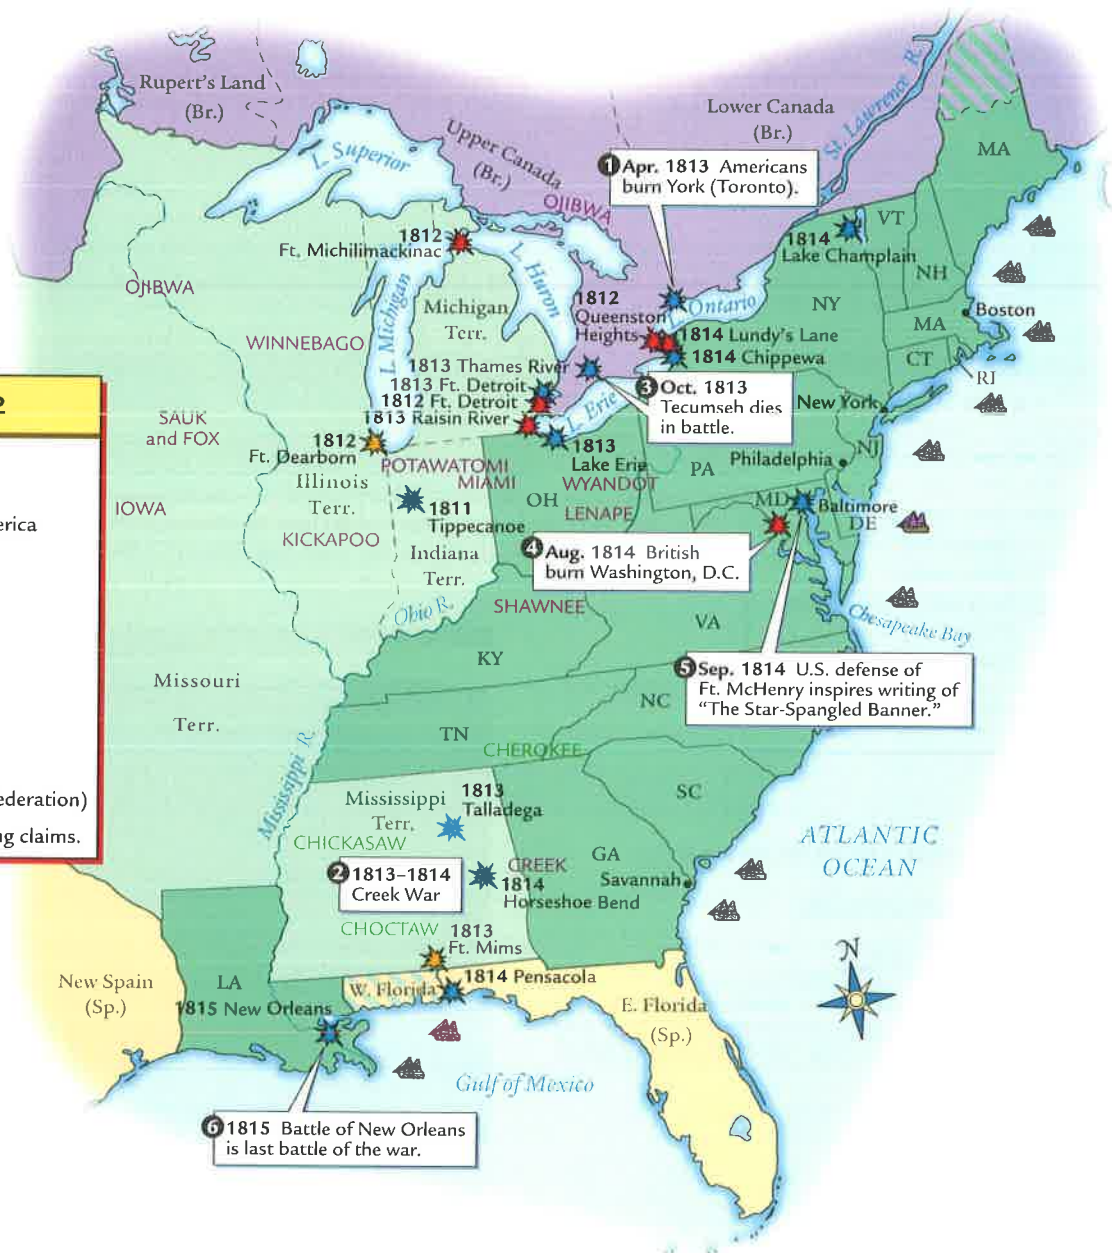 Rupert's Land
(Br.)
Lower Canada
(Br.)
St. Lawrence R.
Upper Canada
(Br.)
L. Superior
OJIBWA
❶ Apr. 1813 Americans
burn York (Toronto).
MA
VT
1814
Lake Champlain
NH
1812
Ft. Michilimackinac
L. Huron
OJIBWA
L. Michigan
Michigan
Terr.
1812
Queenston
Heights
Ontario
NY
MA
Boston
WINNEBAGO
1814 Lundy's Lane
1814 Chippewa
CT
RI
1813 Thames River
1813 Ft. Detroit
1812 Ft. Detroit
1813 Raisin River
L. Erie
❸ Oct. 1813
Tecumseh dies
in battle.
New York
2
SAUK
and FOX
1812
Ft. Dearborn
1813
Lake Erie
NJ
PA
Philadelphia
POTAWATOMI
MIAMI
WYANDOT
Illinois
Terr.
1811
Tippecanoe
OH
LENAPE
MD
Baltimore
DE
IOWA
erica
KICKAPOO
Indiana
Terr.
❹ Aug. 1814 British
burn Washington, D.C.
Ohio R.
SHAWNEE
VA
Chesapeake Bay
KY
❺ Sep. 1814 U.S. defense of
Ft. McHenry inspires writing of
“The Star-Spangled Banner.”
Missouri
Terr.
NC
TN
CHEROKEE
Mississippi R.
ederation)
g claims.
Mississippi
Terr.
1813
Talladega
SC
CHICKASAW
ATLANTIC
OCEAN
❷ 1813–1814
Creek War
CREEK
1814
Horseshoe Bend
GA
Savannah
CHOCTAW
1813
Ft. Mims
N
New Spain
(Sp.)
LA
W. Florida
1814 Pensacola
E. Florida
(Sp.)
1815 New Orleans
Gulf of Mexico
❻ 1815 Battle of New Orleans
is last battle of the war.